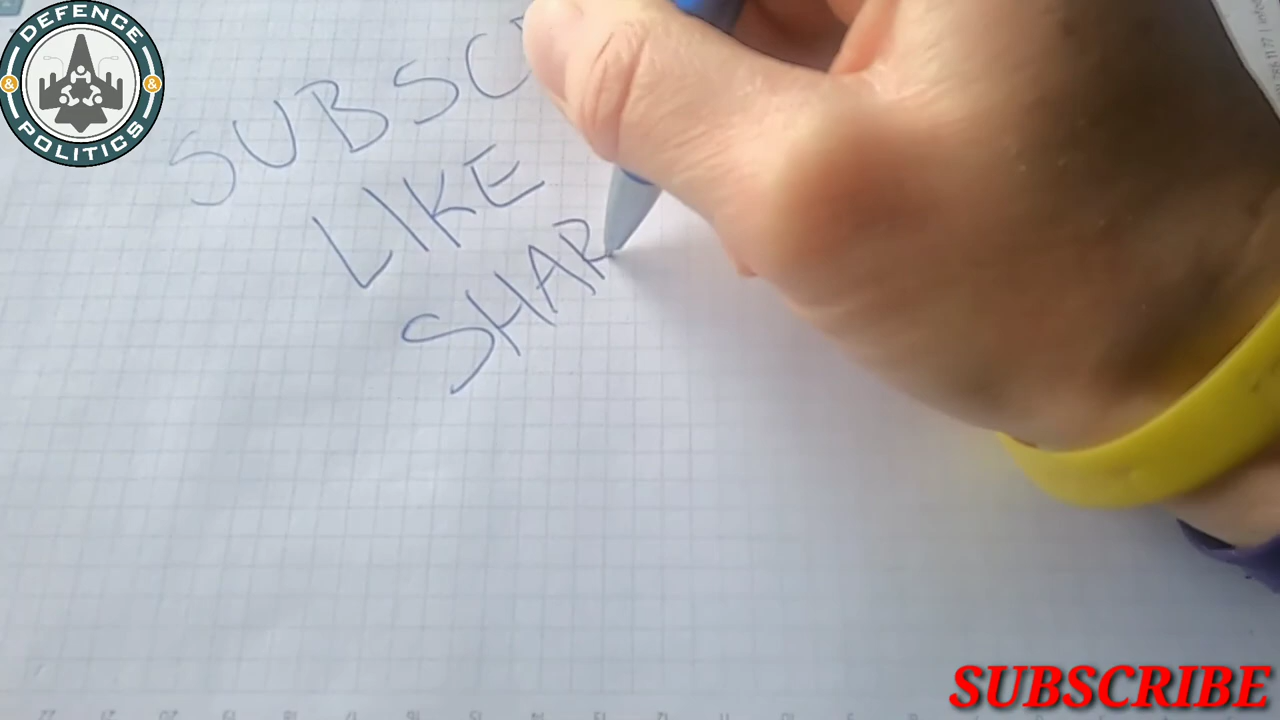 DEFENCE
& &
POLITICS
SUBSC
LIKE
SHAR
SUBSCRIBE